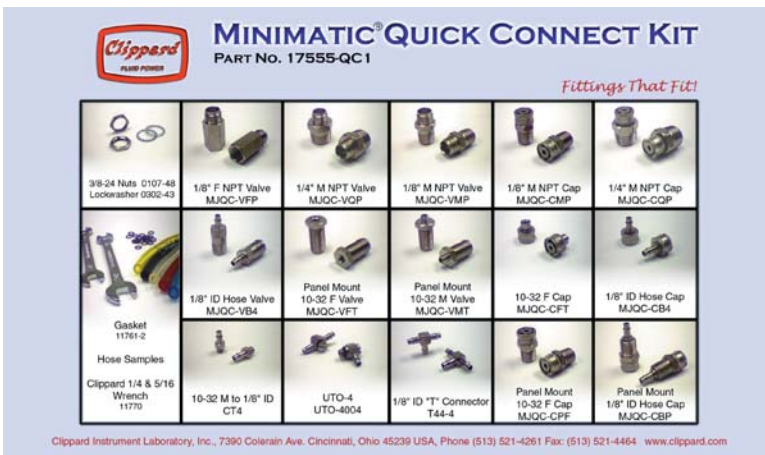 Clippard
FLUID POWER
MINIMATIC® QUICK CONNECT KIT
PART NO. 17555-QC1
Fittings That Fit!
3/8-24 Nuts 0107-48
Lockwasher 0302-43
1/8" F NPT Valve
MJQC-VFP
1/4" M NPT Valve
MJQC-VQP
1/8" M NPT Valve
MJQC-VMP
1/8" M NPT Cap
MJQC-CMP
1/4" M NPT Cap
MJQC-CQP
Gasket
11761-2
Hose Samples
Clippard 1/4 & 5/16
Wrench
11770
1/8" ID Hose Valve
MJQC-VB4
Panel Mount
10-32 F Valve
MJQC-VFT
Panel Mount
10-32 M Valve
MJQC-VMT
10-32 F Cap
MJQC-CFT
1/8" ID Hose Cap
MJQC-CB4
10-32 M to 1/8" ID
CT4
UTO-4
UTO-4004
1/8" ID "T" Connector
T44-4
Panel Mount
10-32 F Cap
MJQC-CPF
Panel Mount
1/8" ID Hose Cap
MJQC-CBP
Clippard Instrument Laboratory, Inc., 7390 Colerain Ave. Cincinnati, Ohio 45239 USA, Phone (513) 521-4261 Fax: (513) 521-4464 www.clippard.com